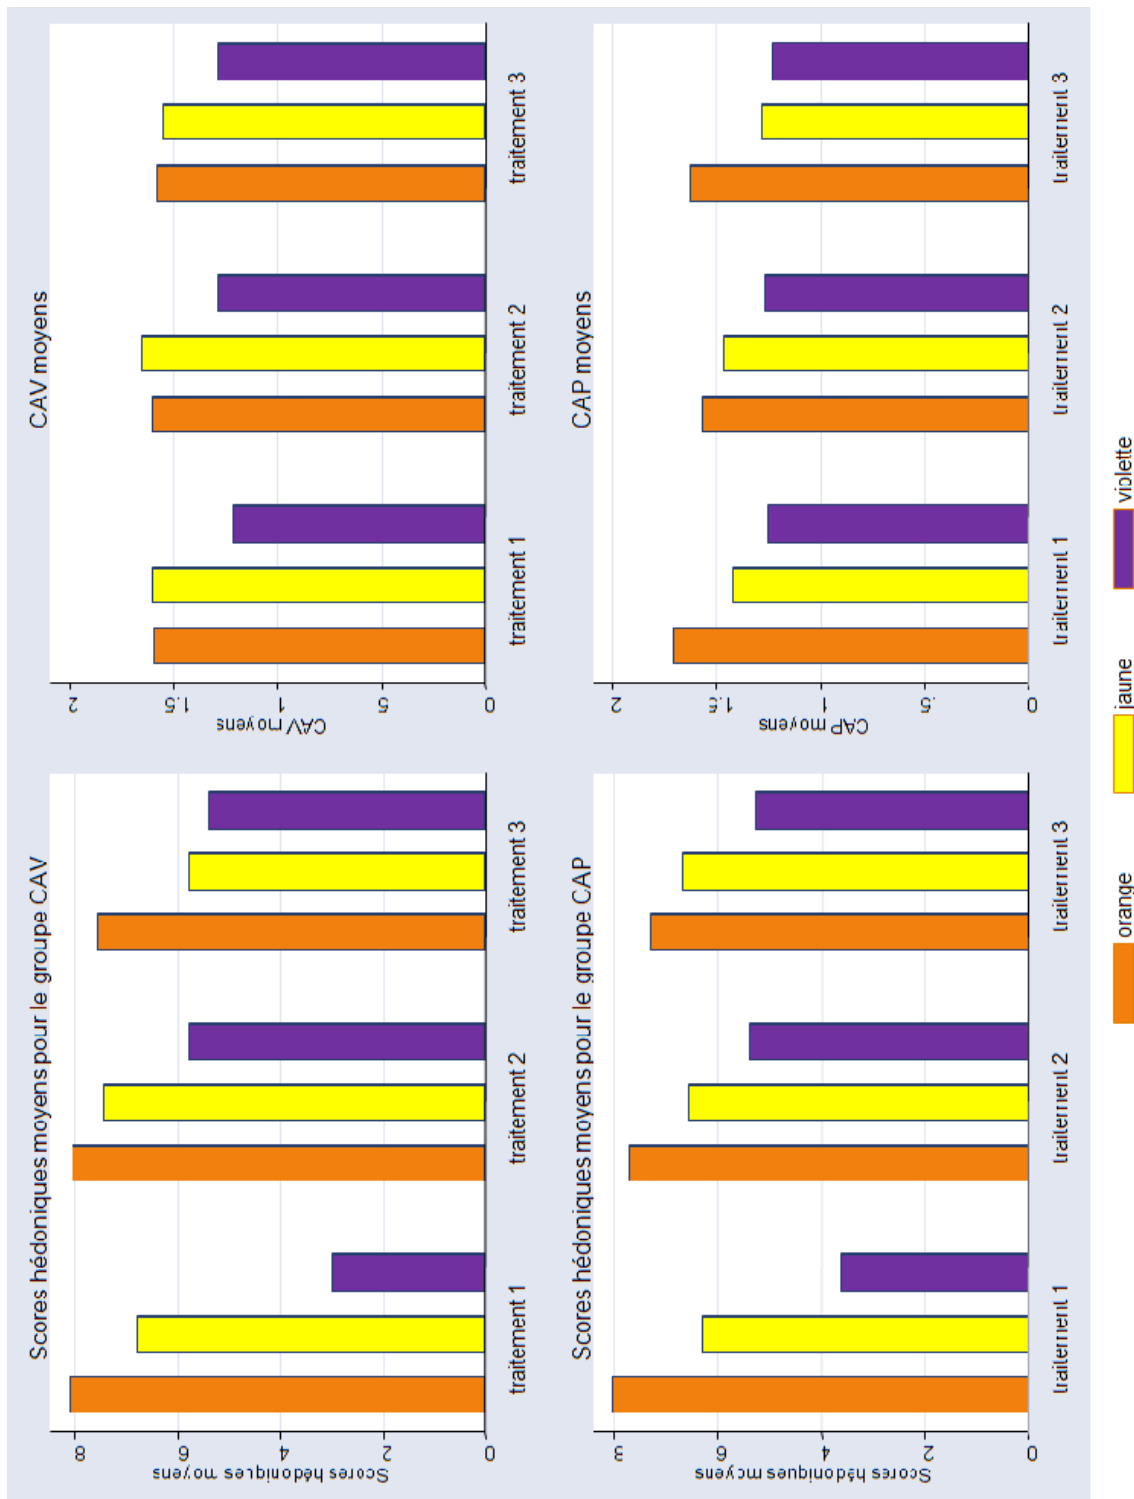 Scores hédoniques moyens pour le groupe CAV
Scores hédoniques moyens
0
2
4
6
8
traitement 1
traitement 2
traitement 3
CAV moyens
CAV moyens
0
.5
1
1.5
2
traitement 1
traitement 2
traitement 3
Scores hédoniques moyens pour le groupe CAP
Scores hédoniques moyens
0
2
4
6
8
traitement 1
traitement 2
traitement 3
CAP moyens
CAP moyens
0
.5
1
1.5
2
traitement 1
traitement 2
traitement 3
orange
jaune
violette